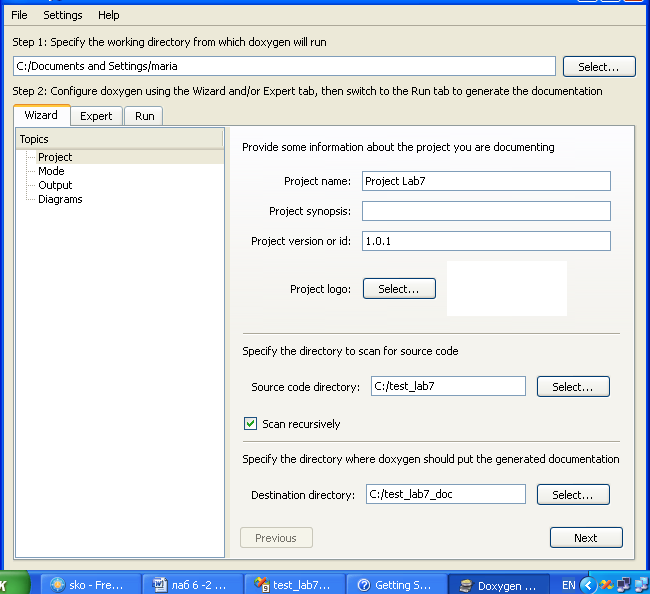 File Settings Help
Step 1: Specify the working directory from which doxygen will run
C:/Documents and Settings/maria Select...
Step 2: Configure doxygen using the Wizard and/or Expert tab, then switch to the Run tab to generate the documentation
Wizard Expert Run
Topics
Project
Mode
Output
Diagrams
Provide some information about the project you are documenting
Project name: Project Lab7
Project synopsis:
Project version or id: 1.0.1
Project logo: Select...
Specify the directory to scan for source code
Source code directory: C:/test_lab7 Select...
Scan recursively
Specify the directory where doxygen should put the generated documentation
Destination directory: C:/test_lab7_doc Select...
Previous Next
sko - Fre... лаб 6 -2 ... test_lab7... Getting S... Doxygen ... EN